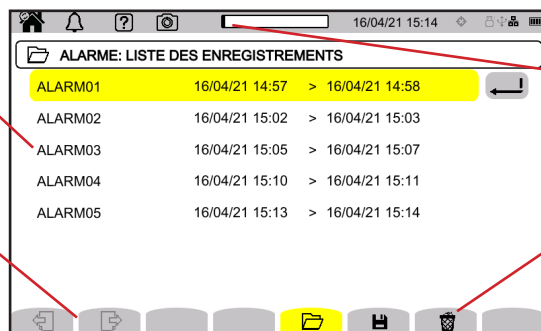 16/04/21 15:14
ALARME: LISTE DES ENREGISTREMENTS
ALARM01 16/04/21 14:57 > 16/04/21 14:58
ALARM02 16/04/21 15:02 > 16/04/21 15:03
ALARM03 16/04/21 15:05 > 16/04/21 15:07
ALARM04 16/04/21 15:10 > 16/04/21 15:11
ALARM05 16/04/21 15:13 > 16/04/21 15:14